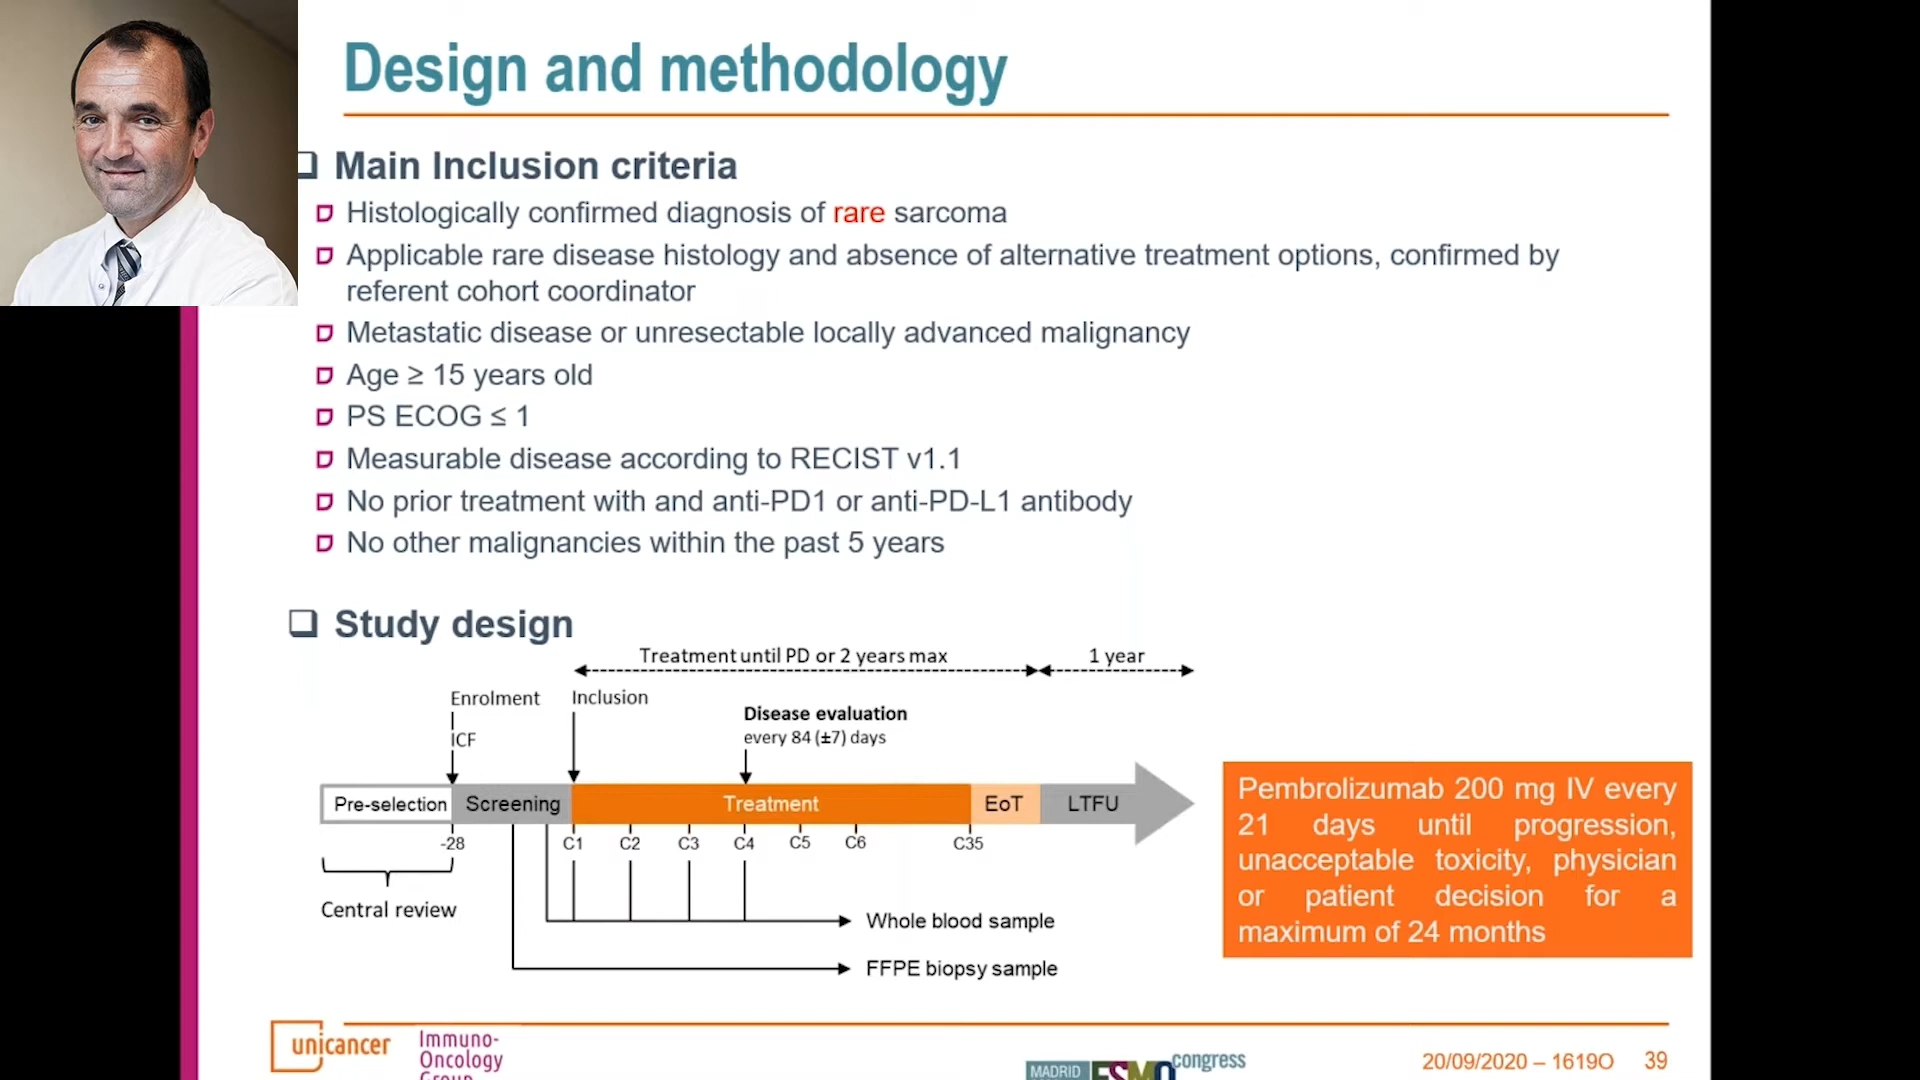 Design and methodology
Main Inclusion criteria
Histologically confirmed diagnosis of rare sarcoma
Applicable rare disease histology and absence of alternative treatment options, confirmed by
referent cohort coordinator
Metastatic disease or unresectable locally advanced malignancy
Age ≥ 15 years old
PS ECOG ≤ 1
Measurable disease according to RECIST v1.1
No prior treatment with and anti-PD1 or anti-PD-L1 antibody
No other malignancies within the past 5 years
Study design
Treatment until PD or 2 years max
1 year
Enrolment
Inclusion
ICF
Disease evaluation
every 84 (±7) days
Pre-selection
Screening
Treatment
EoT
LTFU
-28
C1
C2
C3
C4
C5
C6
C35
Central review
Whole blood sample
FFPE biopsy sample
Pembrolizumab 200 mg IV every
21 days until progression,
unacceptable toxicity, physician
or patient decision for a
maximum of 24 months
unicancer
Immuno-
Oncology
Group
MADRID
ESMO congress
20/09/2020 – 1619O
39